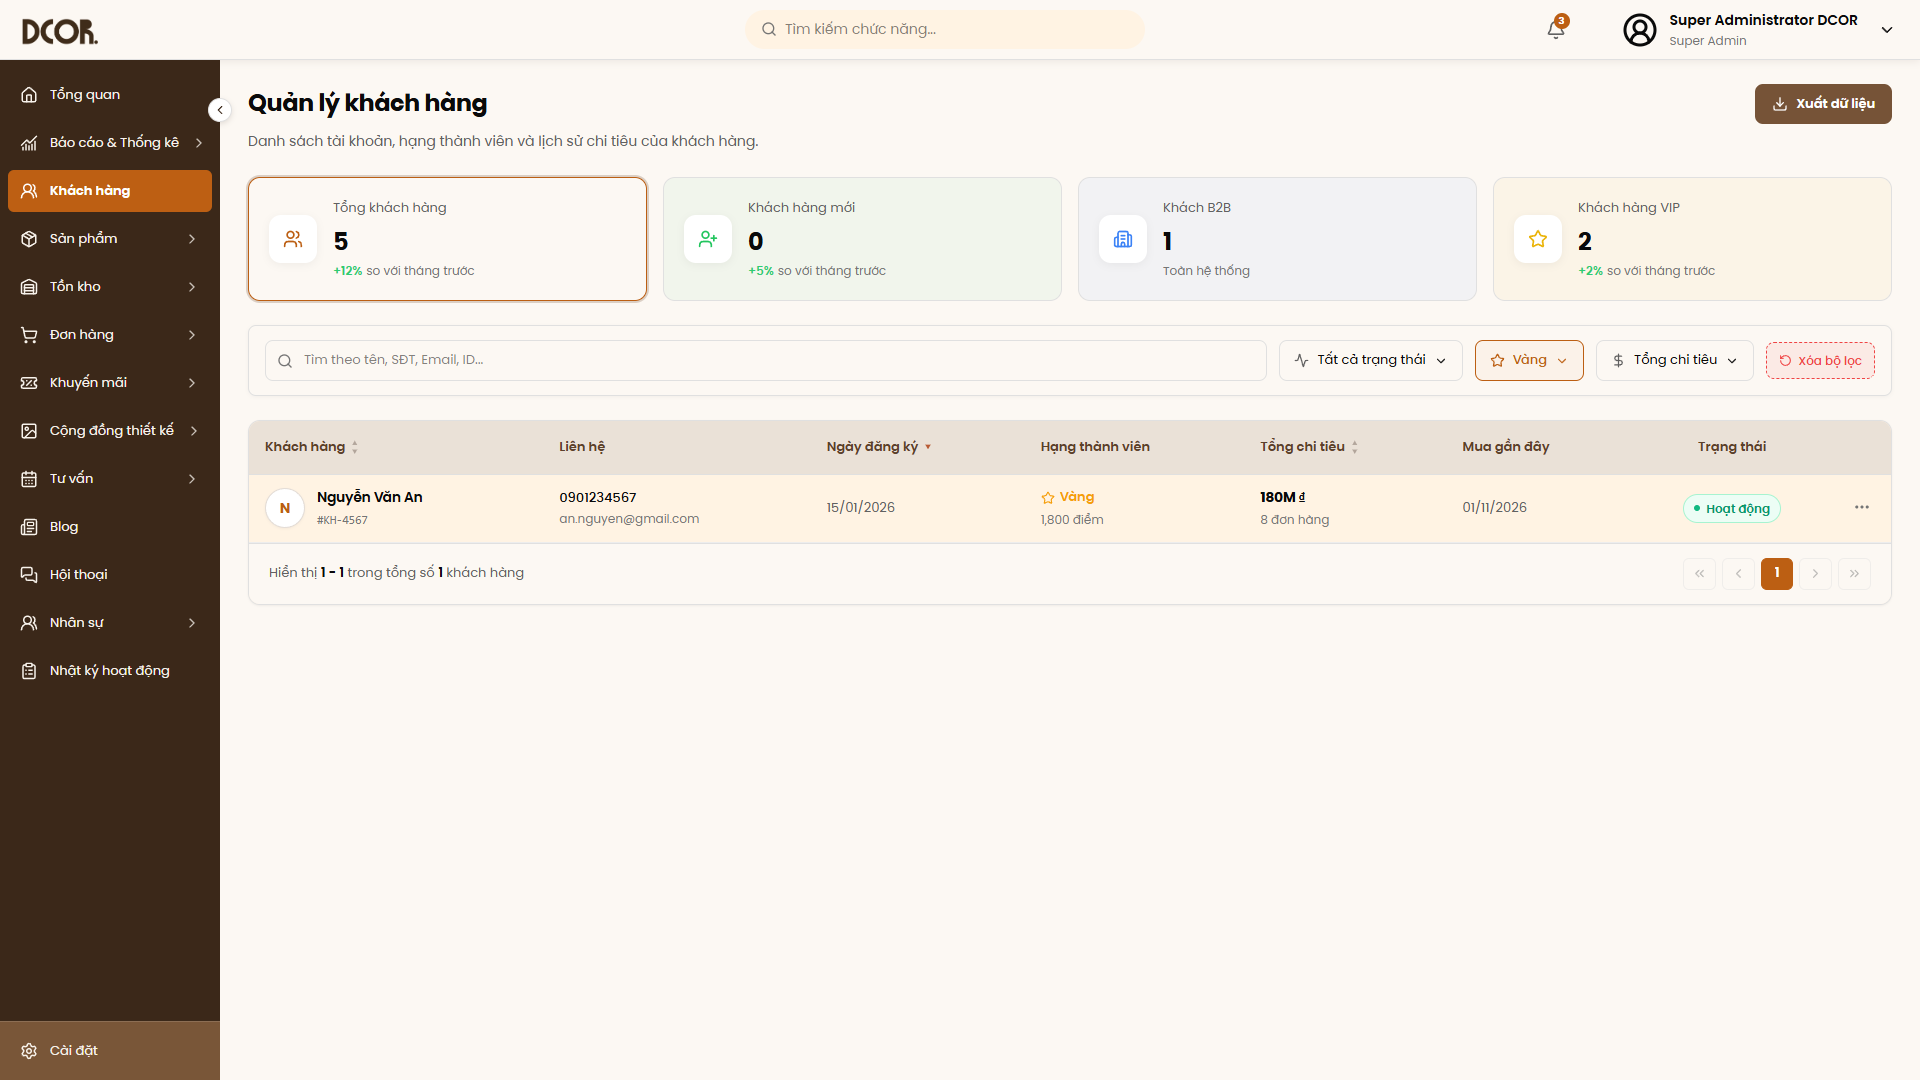 DCOR.
Tìm kiếm chức năng...
3
Super Administrator DCOR
Super Admin
Tổng quan
Báo cáo & Thống kê
Khách hàng
Sản phẩm
Tồn kho
Đơn hàng
Khuyến mãi
Cộng đồng thiết kế
Tư vấn
Blog
Hội thoại
Nhân sự
Nhật ký hoạt động
Cài đặt
Quản lý khách hàng
Danh sách tài khoản, hạng thành viên và lịch sử chi tiêu của khách hàng.
Xuất dữ liệu
Tổng khách hàng
5
+12% so với tháng trước
Khách hàng mới
0
+5% so với tháng trước
Khách B2B
1
Toàn hệ thống
Khách hàng VIP
2
+2% so với tháng trước
Tìm theo tên, SĐT, Email, ID...
Tất cả trạng thái
Vàng
Tổng chi tiêu
Xóa bộ lọc
Khách hàng Liên hệ Ngày đăng ký Hạng thành viên Tổng chi tiêu Mua gần đây Trạng thái
N
Nguyễn Văn An
#KH-4567
0901234567
an.nguyen@gmail.com
15/01/2026
Vàng
1,800 điểm
180M ₫
8 đơn hàng
01/11/2026
Hoạt động
Hiển thị 1 - 1 trong tổng số 1 khách hàng
1